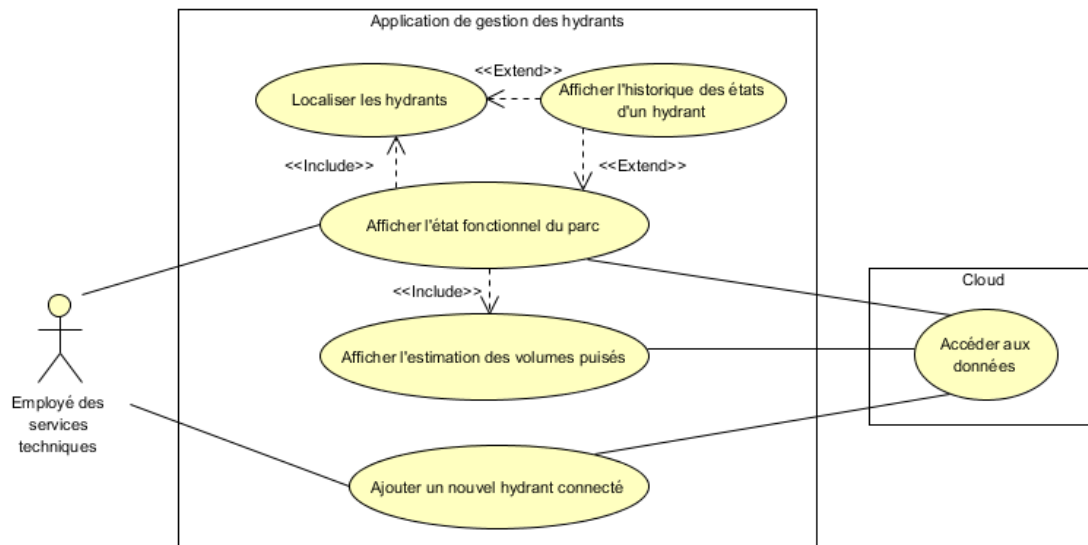 Application de gestion des hydrants
<<Extend>>
Localiser les hydrants
Afficher l'historique des états
d'un hydrant
<<Include>>
<<Extend>>
Afficher l'état fonctionnel du parc
<<Include>>
Cloud
Afficher l'estimation des volumes puisés
Accéder aux
données
Employé des
services
techniques
Ajouter un nouvel hydrant connecté